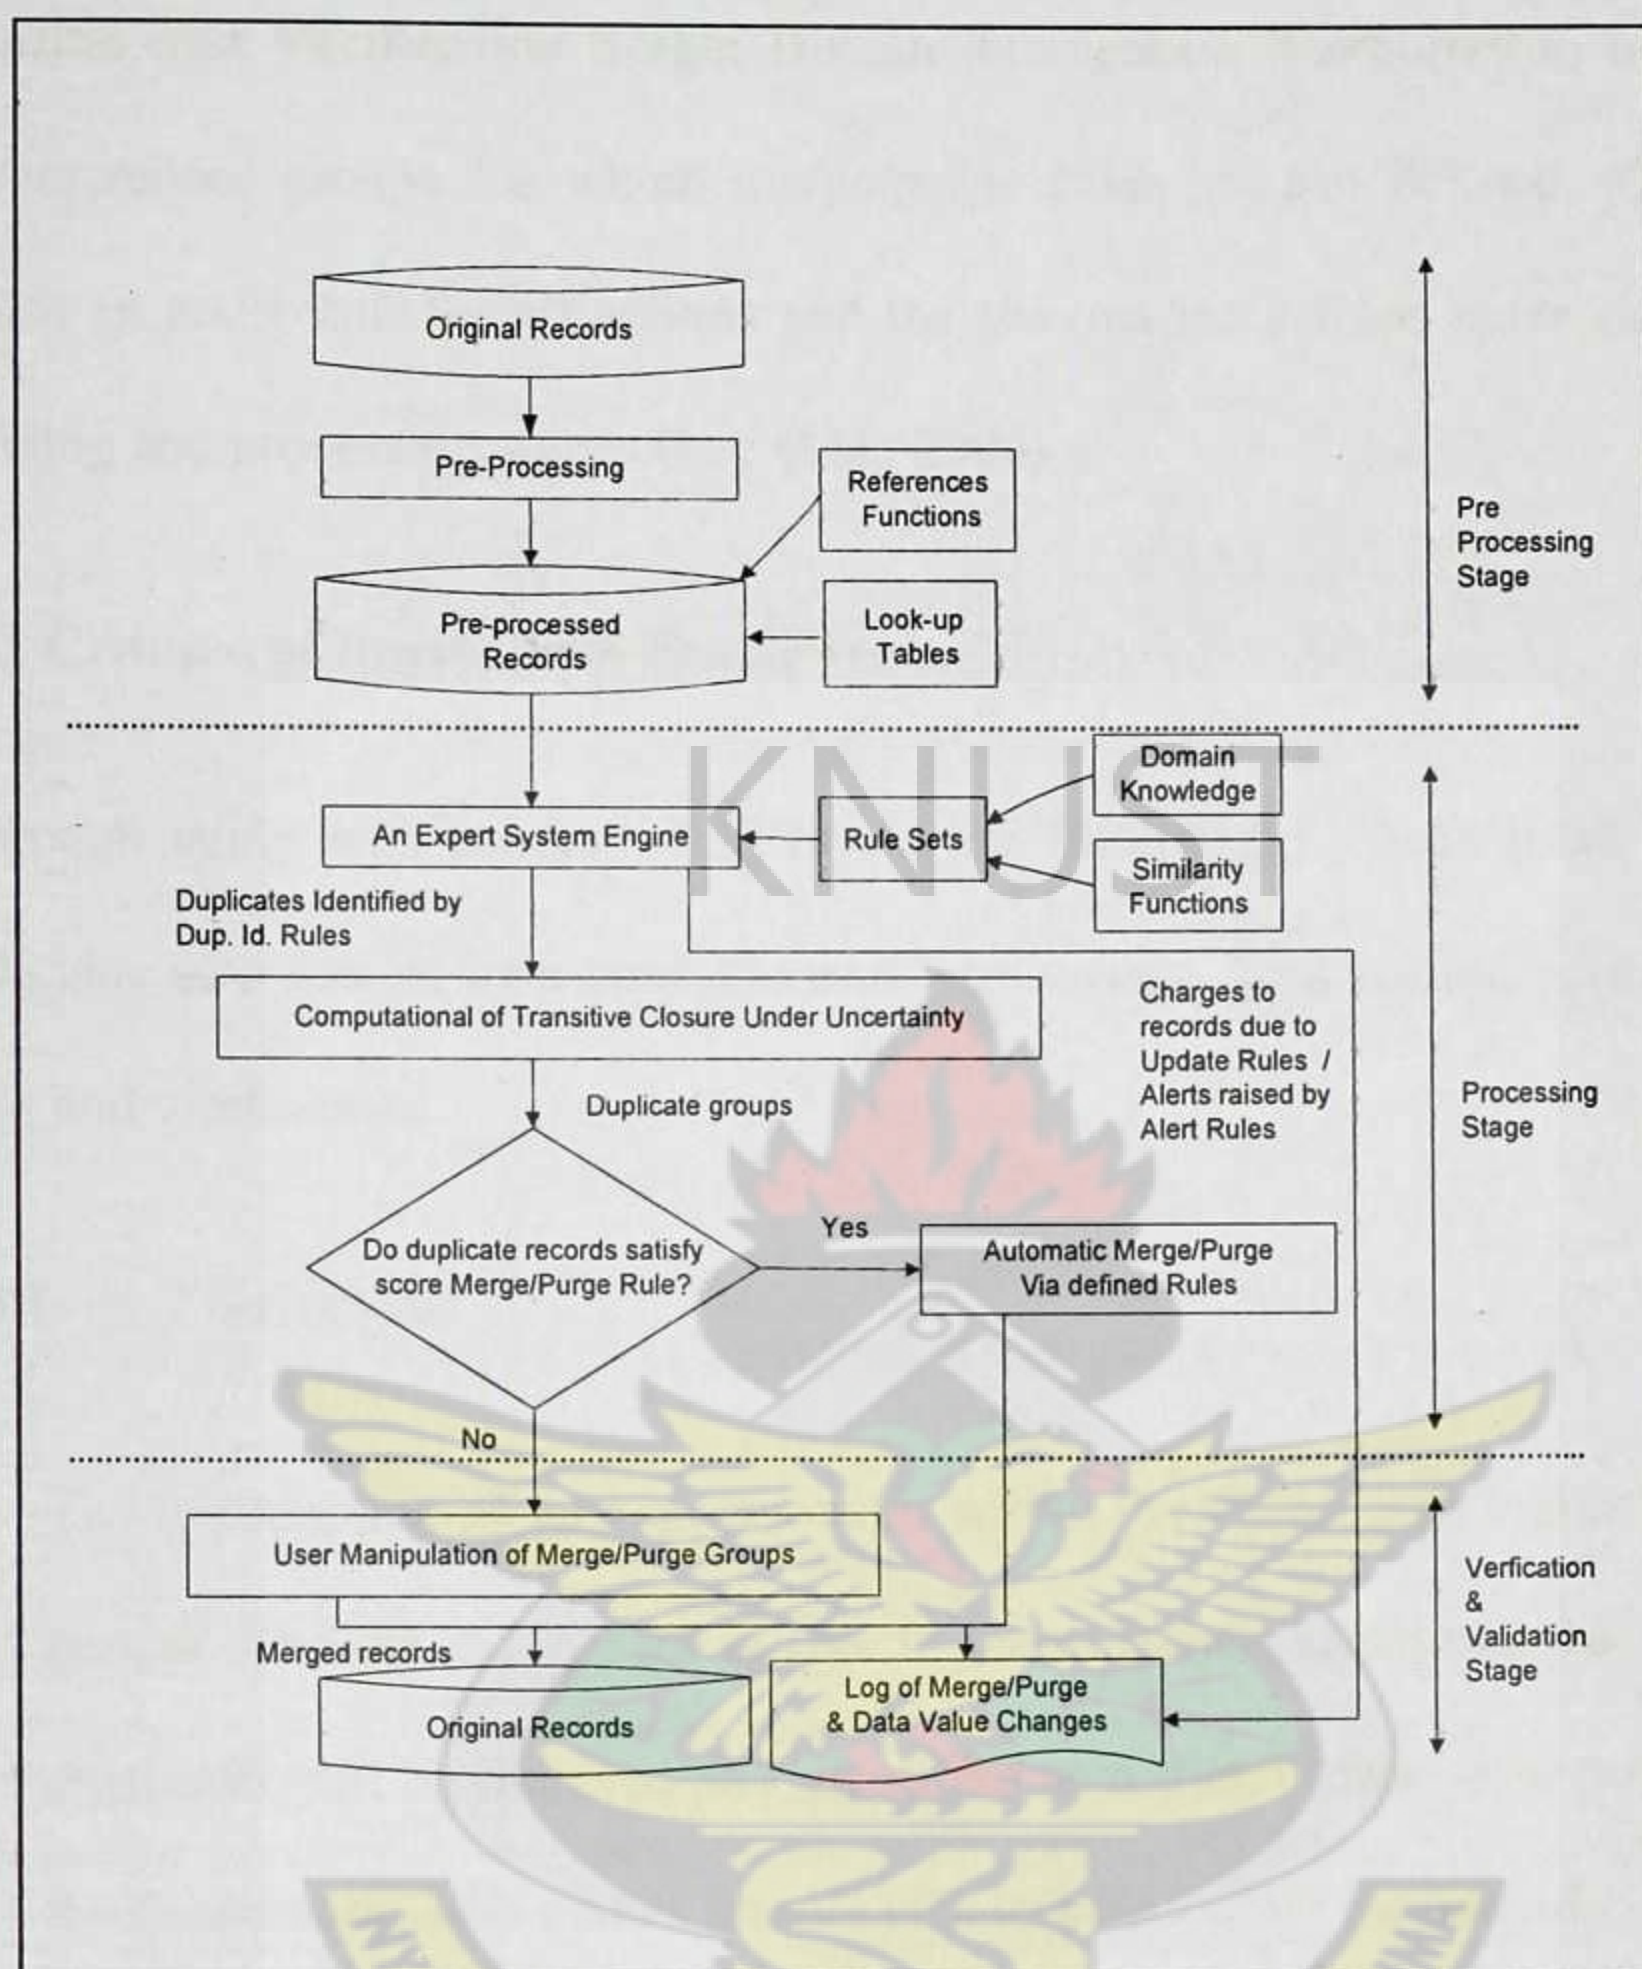 Original Records
Pre-Processing
References
Functions
Pre
Processing
Stage
Pre-processed
Records
Look-up
Tables
KNUST
Domain
Knowledge
An Expert System Engine
Rule Sets
Similarity
Functions
Duplicates Identified by
Dup. Id. Rules
Computational of Transitive Closure Under Uncertainty
Charges to
records due to
Update Rules /
Alerts raised by
Alert Rules
Processing
Stage
Duplicate groups
Do duplicate records satisfy
score Merge/Purge Rule?
Yes
Automatic Merge/Purge
Via defined Rules
No
User Manipulation of Merge/Purge Groups
Verfication
&
Validation
Stage
Merged records
Original Records
Log of Merge/Purge
& Data Value Changes